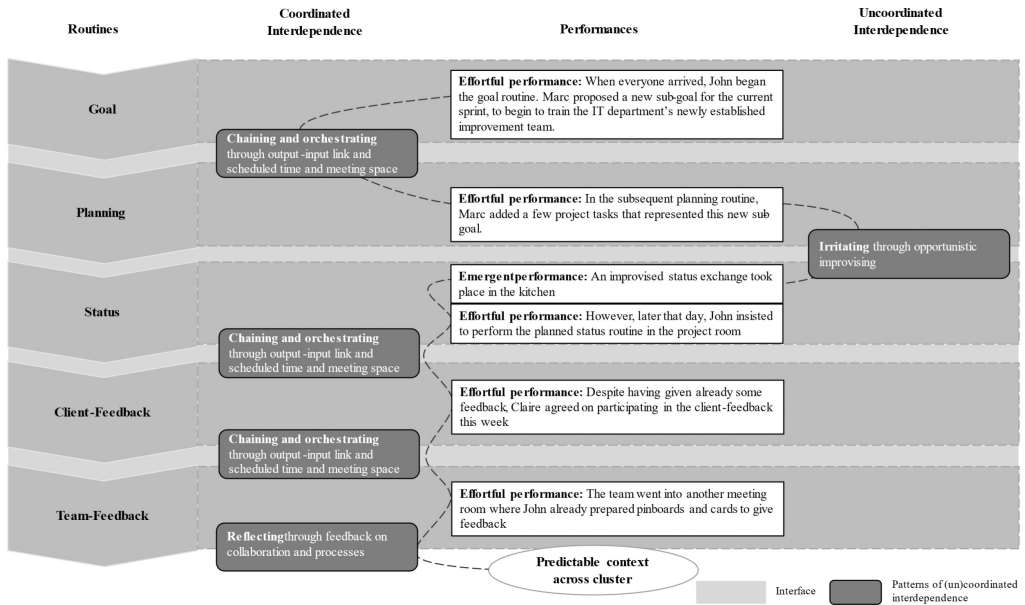 Routines
Coordinated
Interdependence
Performances
Uncoordinated
Interdependence
Goal
Effortful performance: When everyone arrived, John began
the goal routine. Marc proposed a new sub-goal for the current
sprint, to begin to train the IT department's newly established
improvement team.
Chaining and orchestrating
through output-input link and
scheduled time and meeting space
Planning
Effortful performance: In the subsequent planning routine,
Marc added a few project tasks that represented this new sub-
goal.
Irritating through opportunistic
improvising
Status
Emergentperformance: An improvised status exchange took
place in the kitchen
Effortful performance: However, later that day, John insisted
to perform the planned status routine in the project room
Chaining and orchestrating
through output-input link and
scheduled time and meeting space
Client-Feedback
Effortful performance: Despite having given already some
feedback, Claire agreed on participating in the client-feedback
this week
Chaining and orchestrating
through output-input link and
scheduled time and meeting space
Team-Feedback
Effortful performance: The team went into another meeting
room where John already prepared pinboards and cards to give
feedback
Reflectingthrough feedback on
collaboration and processes
Predictable context
across cluster
Interface
Patterns of (un)coordinated
interdependence